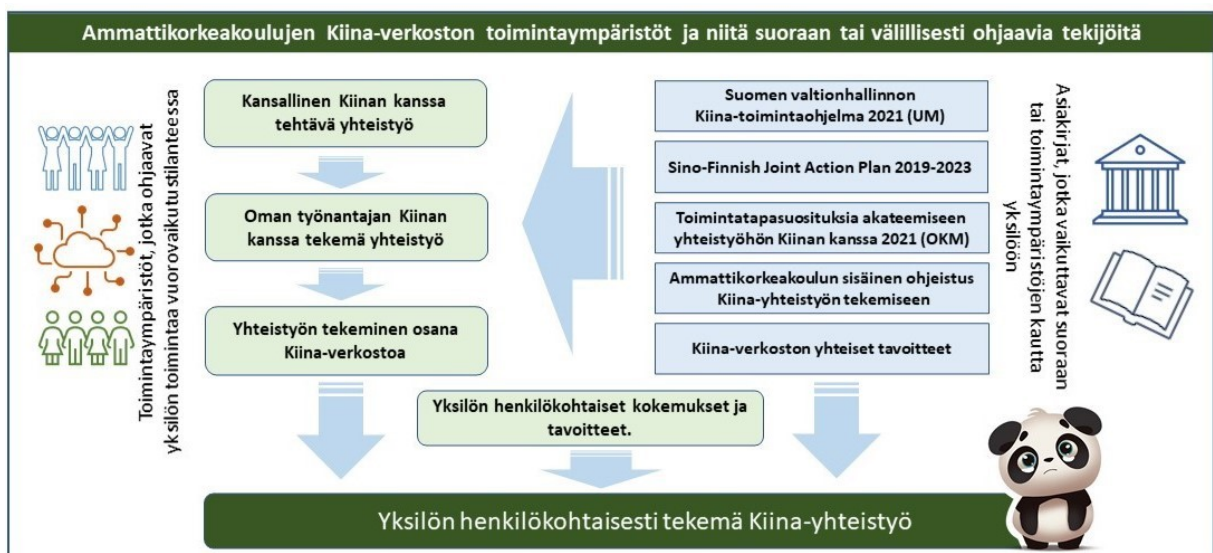 Ammattikorkeakoulujen Kiina-verkoston toimintaympäristöt ja niitä suoraan tai välillisesti ohjaavia tekijöitä
Toimintaympäristöt, jotka ohjaavat
yksilön toimintaa vuorovaikutustilanteessa
Kansallinen Kiinan kanssa
tehtävä yhteistyö
Oman työnantajan Kiinan
kanssa tekemä yhteistyö
Yhteistyön tekeminen osana
Kiina-verkostoa
Suomen valtionhallinnon
Kiina-toimintaohjelma 2021 (UM)
Sino-Finnish Joint Action Plan 2019-2023
Toimintatapasuosituksia akateemiseen
yhteistyöhön Kiinan kanssa 2021 (OKM)
Ammattikorkeakoulun sisäinen ohjeistus
Kiina-yhteistyön tekemiseen
Kiina-verkoston yhteiset tavoitteet
Asiakirjat, jotka vaikuttavat suoraan
tai toimintaympäristöjen kautta
yksilöön
Yksilön henkilökohtaiset kokemukset ja
tavoitteet.
Yksilön henkilökohtaisesti tekemä Kiina-yhteistyö